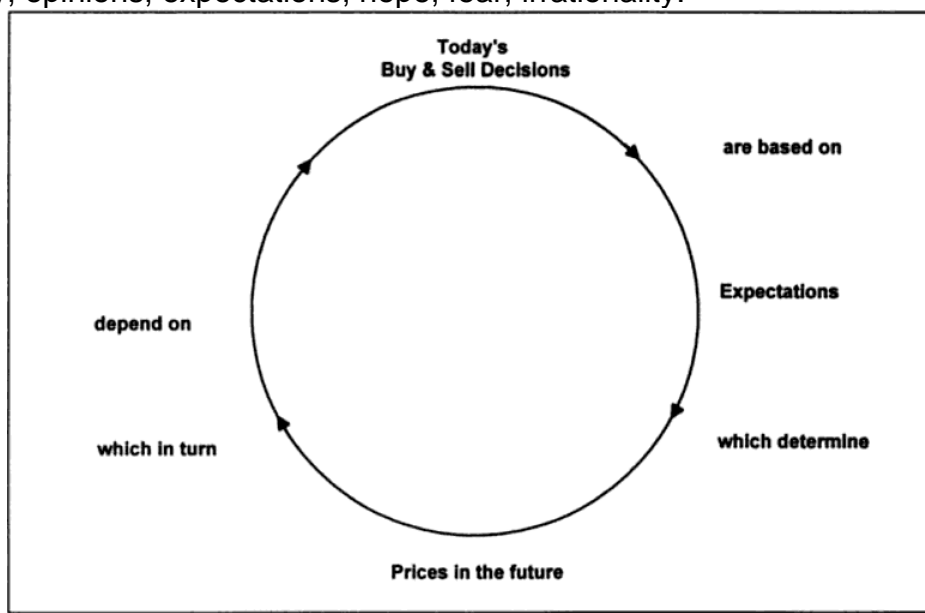 opinions, expectations, hope, fear, irrationality.
Today's
Buy & Sell Decisions
are based on
Expectations
which determine
Prices in the future
which in turn
depend on